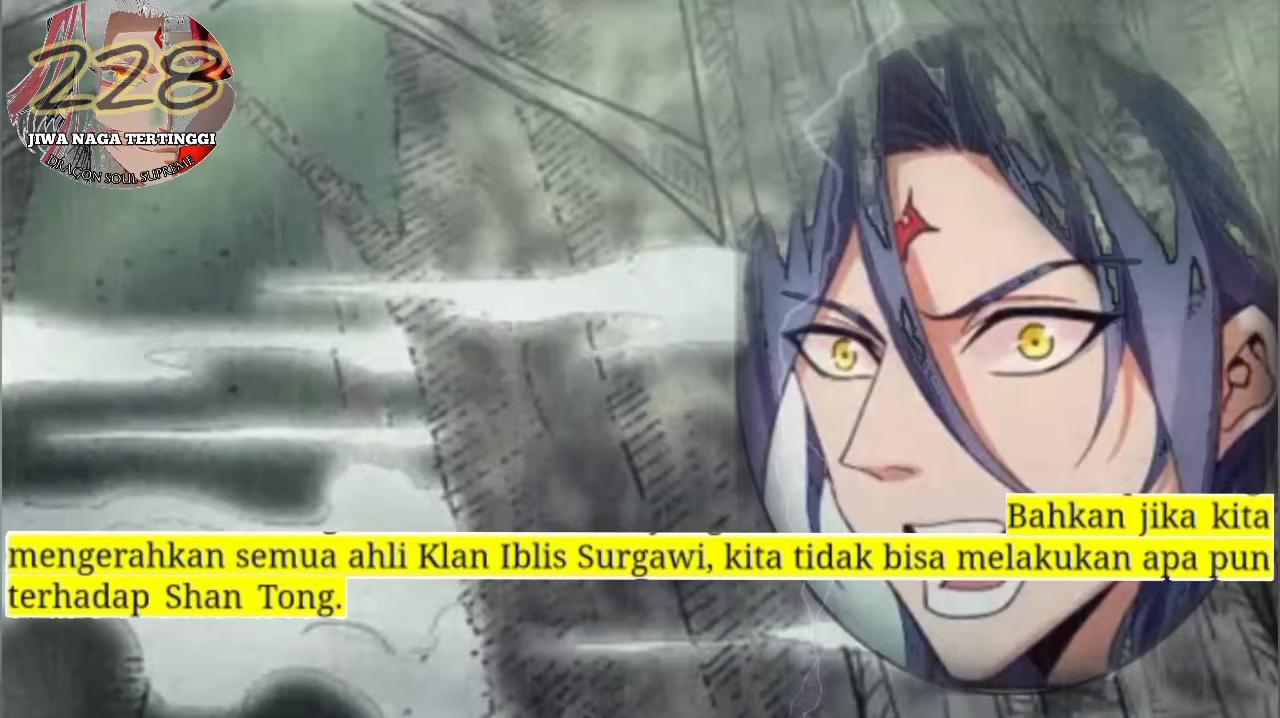 228
JIWA NAGA TERTINGGI
DRAGON SOUL SUPREME
Bahkan jika kita
mengerahkan semua ahli Klan Iblis Surgawi, kita tidak bisa melakukan apa pun
terhadap Shan Tong.